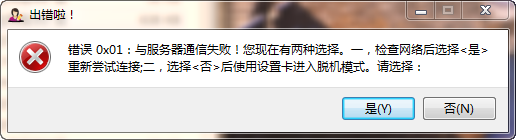 出错啦！
错误 0x01：与服务器通信失败！您现在有两种选择。一，检查网络后选择<是>
重新尝试连接;二，选择<否>后使用设置卡进入脱机模式。请选择：
是(Y) 否(N)